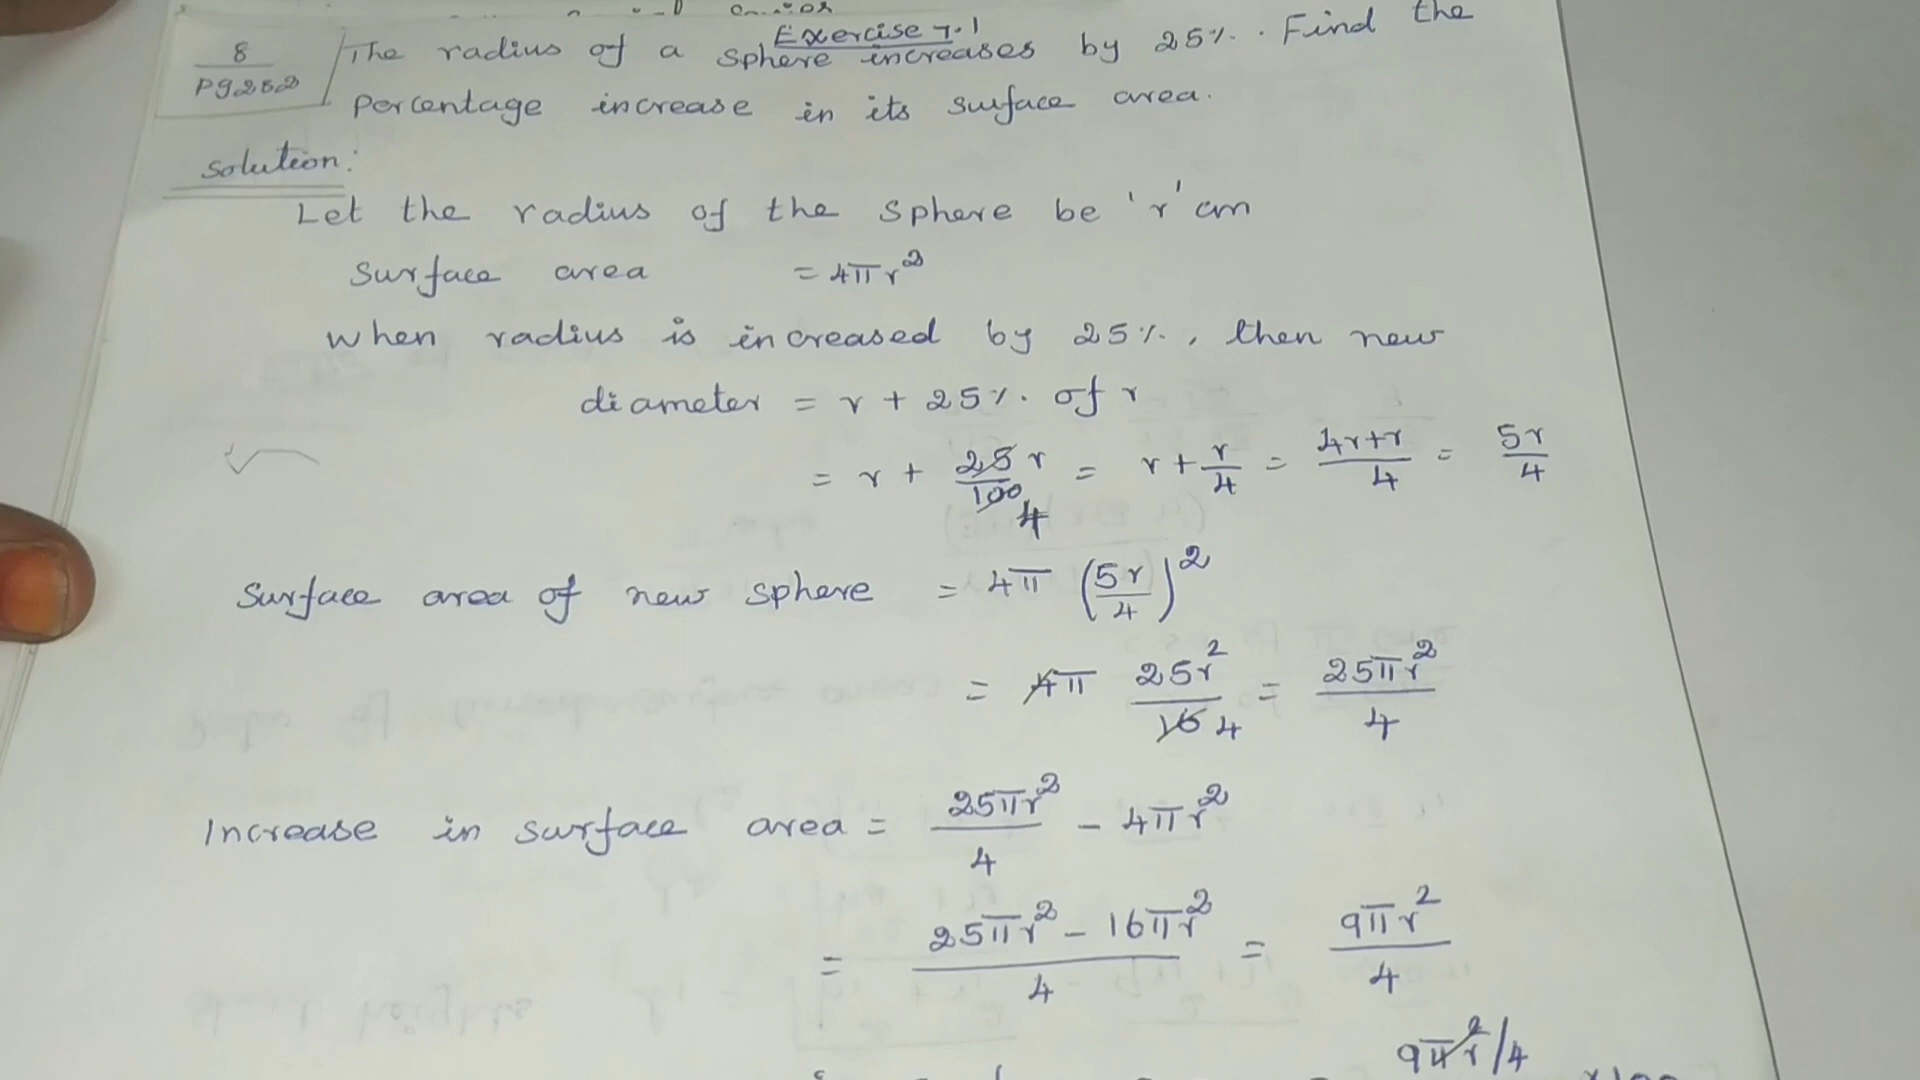 Exercise 7.1
8
Pg252
The radius of a sphere increases by 25%. Find the
percentage increase in its surface area.
Solution:
Let the radius of the sphere be 'r' cm
Surface area = 4πr²
when radius is increased by 25%, then new
diameter = r + 25% of r
= r + 25r/100 4 = r + r/4 = 4r+r/4 = 5r/4
Surface area of new sphere = 4π (5r/4)²
= 4π 25r²/16 4 = 25πr²/4
Increase in surface area = 25πr²/4 - 4πr²
= 25πr² - 16πr²/4 = 9πr²/4
9πr²/4